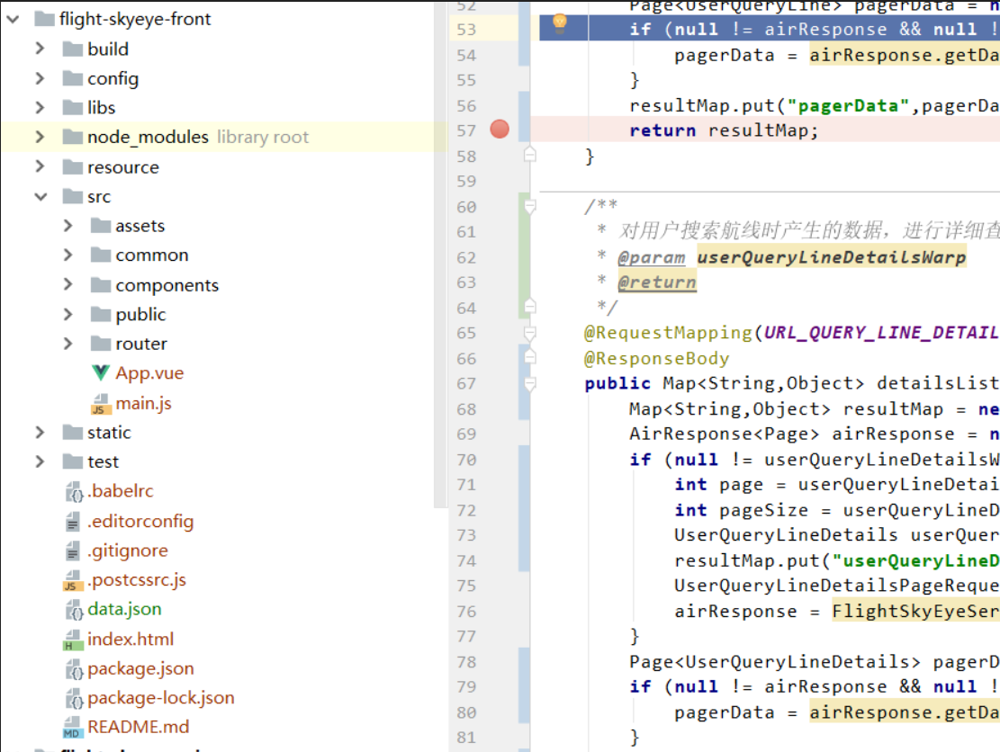 flight-skyeye-front
build
config
libs
node_modules library root
resource
src
assets
common
components
public
router
App.vue
main.js
static
test
.babelrc
.editorconfig
.gitignore
.postcssrc.js
data.json
index.html
package.json
package-lock.json
README.md
52 Page<UserQueryLine> pagerData = n
53 if (null != airResponse && null !
54 pagerData = airResponse.getDa
55 }
56 resultMap.put("pagerData",pagerDa
57 return resultMap;
58 }
59
60 /**
61 * 对用户搜索航线时产生的数据，进行详细查
62 * @param userQueryLineDetailsWarp
63 * @return
64 */
65 @RequestMapping(URL_QUERY_LINE_DETAIL
66 @ResponseBody
67 public Map<String,Object> detailsList
68 Map<String,Object> resultMap = ne
69 AirResponse<Page> airResponse = n
70 if (null != userQueryLineDetailsW
71 int page = userQueryLineDetai
72 int pageSize = userQueryLineD
73 UserQueryLineDetails userQuer
74 resultMap.put("userQueryLineD
75 UserQueryLineDetailsPageReque
76 airResponse = FlightSkyEyeSer
77 }
78 Page<UserQueryLineDetails> pagerD
79 if (null != airResponse && null !
80 pagerData = airResponse.getDa
81 }